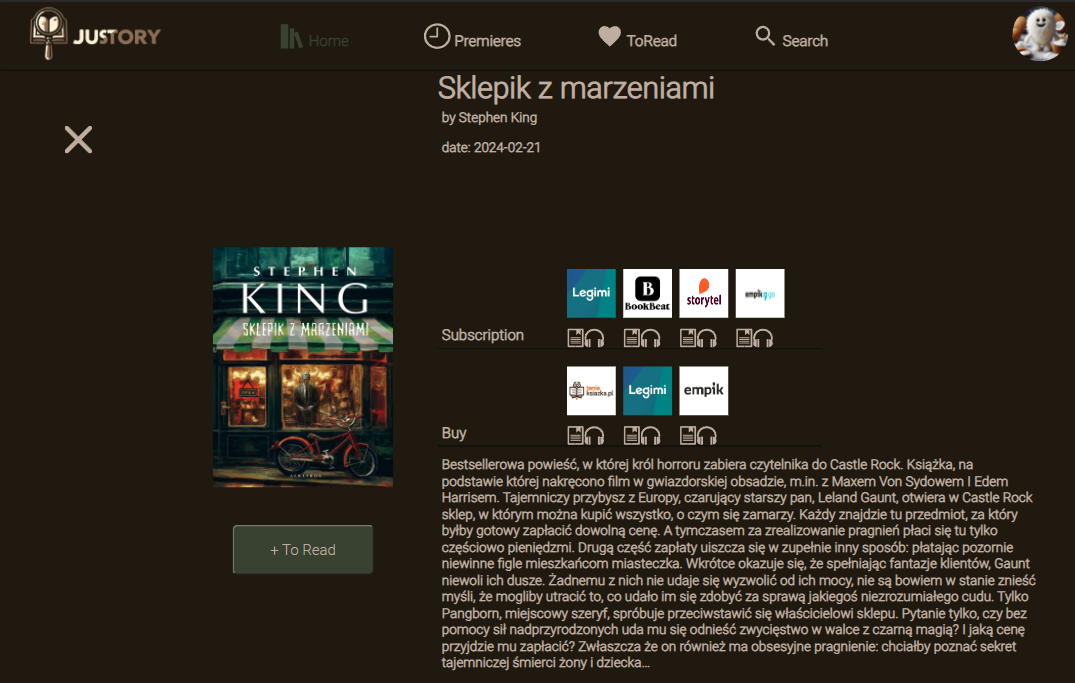 JUSTORY
Home
Premieres
ToRead
Search
Sklepik z marzeniami
by Stephen King
date: 2024-02-21
STEPHEN
KING
SKLEPIK Z MARZENIAMI
OPEN
ALBATROS
+ To Read
Legimi
B
BookBeat
storytel
empik go
Subscription
tania
ksiazka.pl
Legimi
empik
Buy
Bestsellerowa powieść, w której król horroru zabiera czytelnika do Castle Rock. Książka, na
podstawie której nakręcono film w gwiazdorskiej obsadzie, m.in. z Maxem Von Sydowem I Edem
Harrisem. Tajemniczy przybysz z Europy, czarujący starszy pan, Leland Gaunt, otwiera w Castle Rock
sklep, w którym można kupić wszystko, o czym się zamarzy. Każdy znajdzie tu przedmiot, za który
byłby gotowy zapłacić dowolną cenę. A tymczasem za zrealizowanie pragnień płaci się tu tylko
częściowo pieniędzmi. Drugą część zapłaty uiszcza się w zupełnie inny sposób: płatając pozornie
niewinne figle mieszkańcom miasteczka. Wkrótce okazuje się, że spełniając fantazje klientów, Gaunt
niewoli ich dusze. Żadnemu z nich nie udaje się wyzwolić od ich mocy, nie są bowiem w stanie znieść
myśli, że mogliby utracić to, co udało im się zdobyć za sprawą jakiegoś niezrozumiałego cudu. Tylko
Pangborn, miejscowy szeryf, spróbuje przeciwstawić się właścicielowi sklepu. Pytanie tylko, czy bez
pomocy sił nadprzyrodzonych uda mu się odnieść zwycięstwo w walce z czarną magią? I jaką cenę
przyjdzie mu zapłacić? Zwłaszcza że on również ma obsesyjne pragnienie: chciałby poznać sekret
tajemniczej śmierci żony i dziecka...